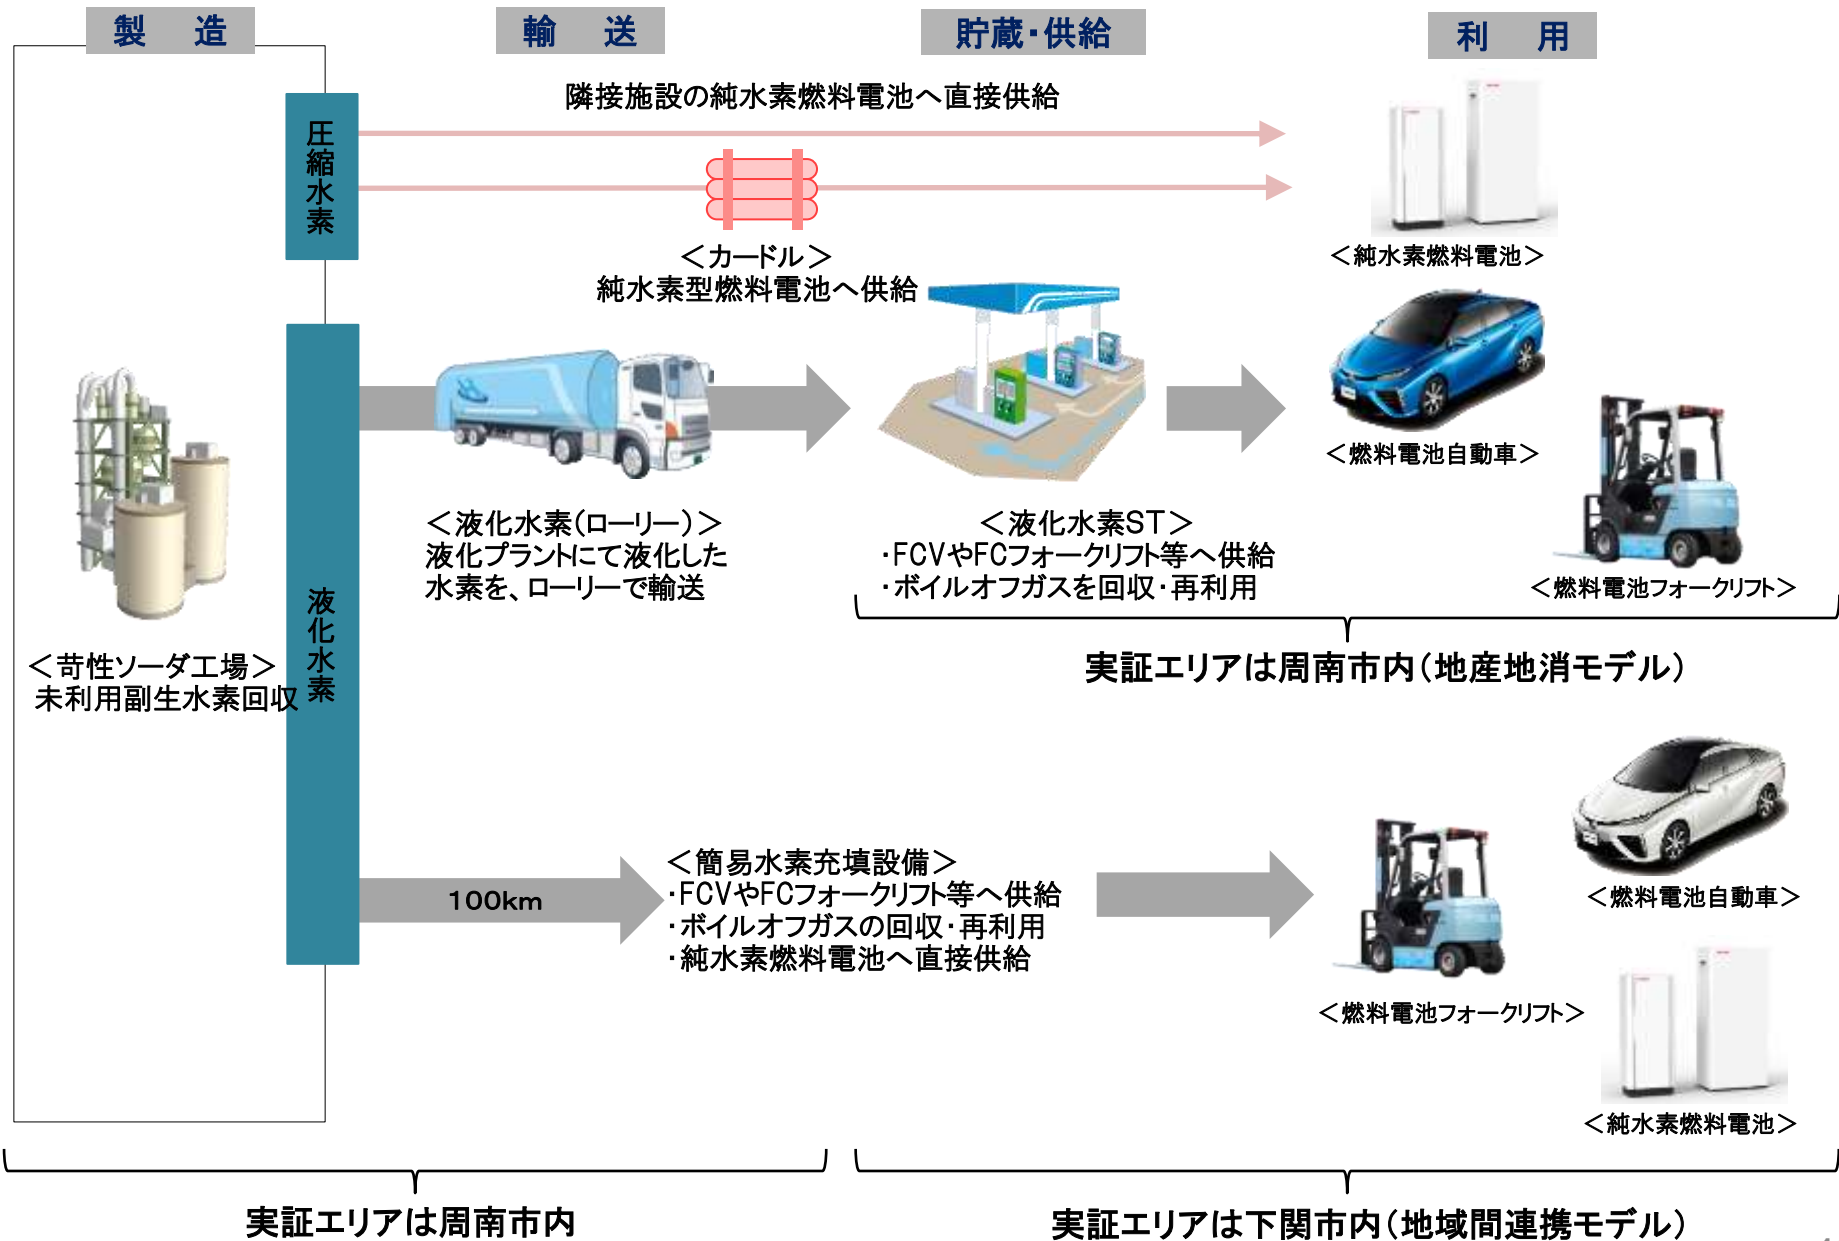 製　造
輸　送
貯蔵・供給
利　用
隣接施設の純水素燃料電池へ直接供給
圧縮水素
＜カードル＞
純水素型燃料電池へ供給
＜純水素燃料電池＞
＜燃料電池自動車＞
＜液化水素（ローリー）＞
液化プラントにて液化した
水素を、ローリーで輸送
＜液化水素ST＞
・FCVやFCフォークリフト等へ供給
・ボイルオフガスを回収・再利用
＜燃料電池フォークリフト＞
液化水素
＜苛性ソーダ工場＞
未利用副生水素回収
実証エリアは周南市内（地産地消モデル）
100km
＜簡易水素充填設備＞
・FCVやFCフォークリフト等へ供給
・ボイルオフガスの回収・再利用
・純水素燃料電池へ直接供給
＜燃料電池自動車＞
＜燃料電池フォークリフト＞
＜純水素燃料電池＞
実証エリアは周南市内
実証エリアは下関市内（地域間連携モデル）